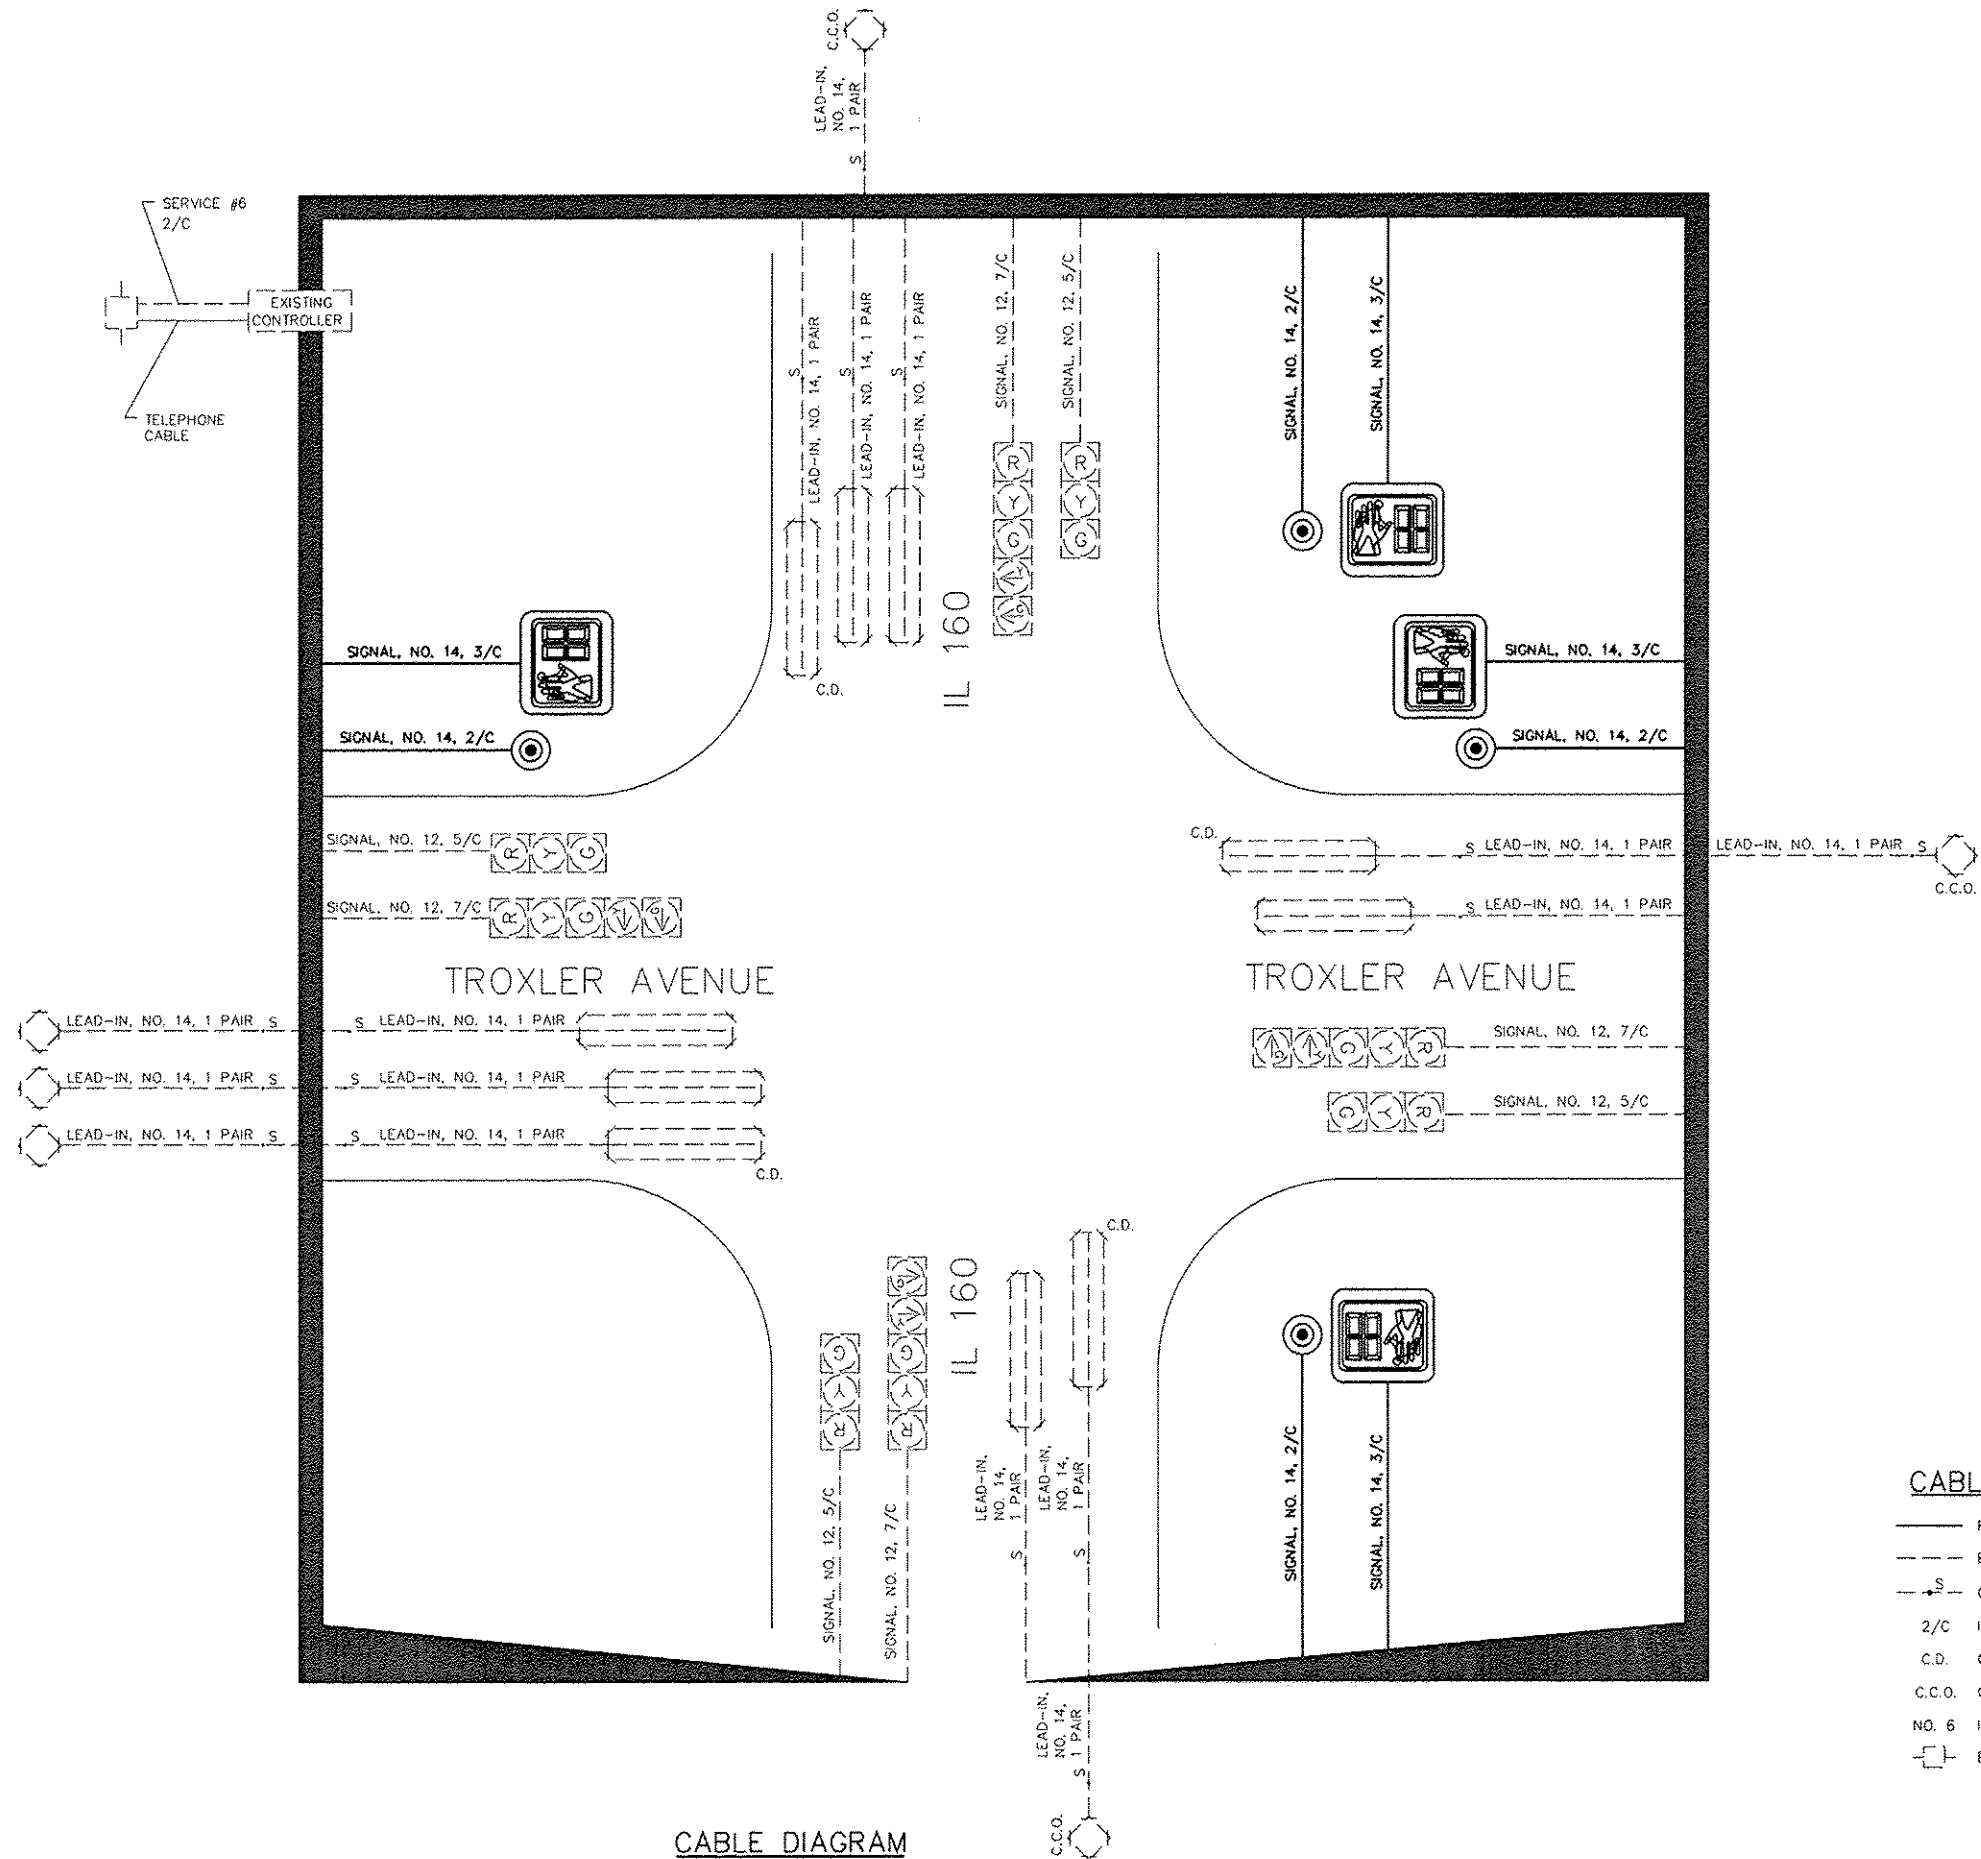 C.C.O.
LEAD-IN,
NO. 14,
1 PAIR
S
SERVICE #6
2/C
EXISTING
CONTROLLER
TELEPHONE
CABLE
S
LEAD-IN, NO. 14, 1 PAIR
S
LEAD-IN, NO. 14, 1 PAIR
S
LEAD-IN, NO. 14, 1 PAIR
SIGNAL, NO. 12, 7/C
SIGNAL, NO. 12, 5/C
SIGNAL, NO. 14, 2/C
SIGNAL, NO. 14, 3/C
R
Y
G
Y
G
R
Y
G
C.D.
IL 160
SIGNAL, NO. 14, 3/C
SIGNAL, NO. 14, 2/C
SIGNAL, NO. 14, 3/C
SIGNAL, NO. 14, 2/C
SIGNAL, NO. 12, 5/C
R Y G
SIGNAL, NO. 12, 7/C
R Y G Y G
C.D.
S LEAD-IN, NO. 14, 1 PAIR
LEAD-IN, NO. 14, 1 PAIR S
C.C.O.
S LEAD-IN, NO. 14, 1 PAIR
TROXLER AVENUE
TROXLER AVENUE
LEAD-IN, NO. 14, 1 PAIR S
S LEAD-IN, NO. 14, 1 PAIR
LEAD-IN, NO. 14, 1 PAIR S
S LEAD-IN, NO. 14, 1 PAIR
LEAD-IN, NO. 14, 1 PAIR S
S LEAD-IN, NO. 14, 1 PAIR
C.D.
G Y G Y R
SIGNAL, NO. 12, 7/C
G Y R
SIGNAL, NO. 12, 5/C
C.D.
IL 160
G
Y
R
G
Y
G
Y
R
SIGNAL, NO. 12, 5/C
SIGNAL, NO. 12, 7/C
LEAD-IN,
NO. 14,
1 PAIR
S
LEAD-IN,
NO. 14,
1 PAIR
S
SIGNAL, NO. 14, 2/C
SIGNAL, NO. 14, 3/C
LEAD-IN,
NO. 14,
1 PAIR
S
C.C.O.
CABLE DIAGRAM
CABL
S
2/C
C.D.
C.C.O.
NO. 6